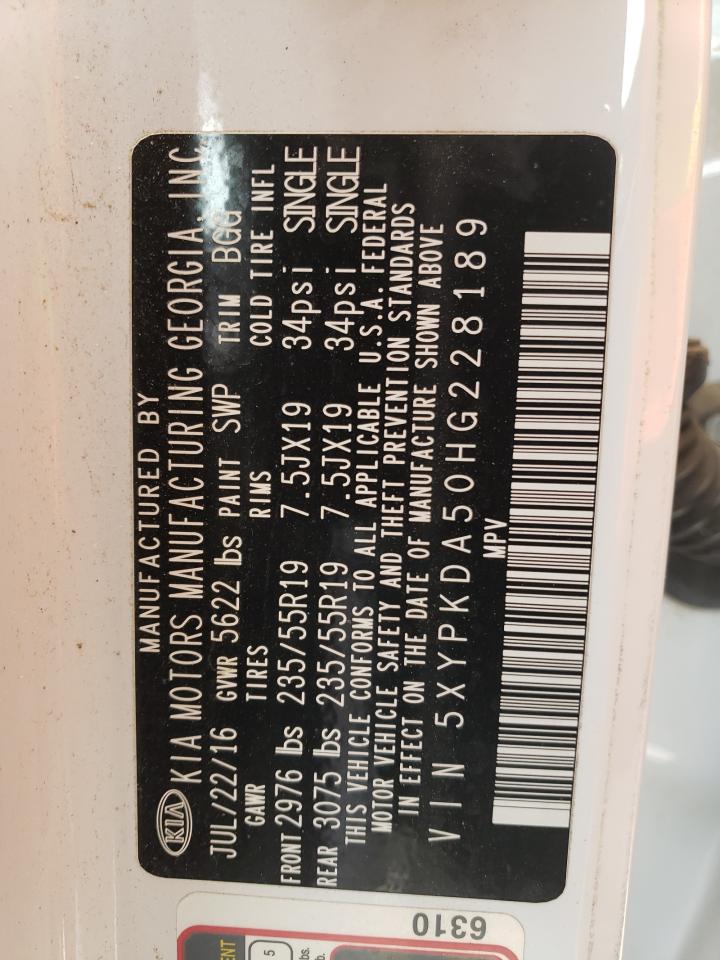 MANUFACTURED BY
KIA KIA MOTORS MANUFACTURING GEORGIA, INC
JUL/22/16 GVWR 5622 lbs PAINT SWP TRIM BGG
GAWR TIRES RIMS COLD TIRE INFL
FRONT 2976 lbs 235/55R19 7.5JX19 34psi SINGLE
REAR 3075 lbs 235/55R19 7.5JX19 34psi SINGLE
THIS VEHICLE CONFORMS TO ALL APPLICABLE U.S.A. FEDERAL
MOTOR VEHICLE SAFETY AND THEFT PREVENTION STANDARDS
IN EFFECT ON THE DATE OF MANUFACTURE SHOWN ABOVE
VIN 5XYPKDA50HG228189
MPV
6310
5